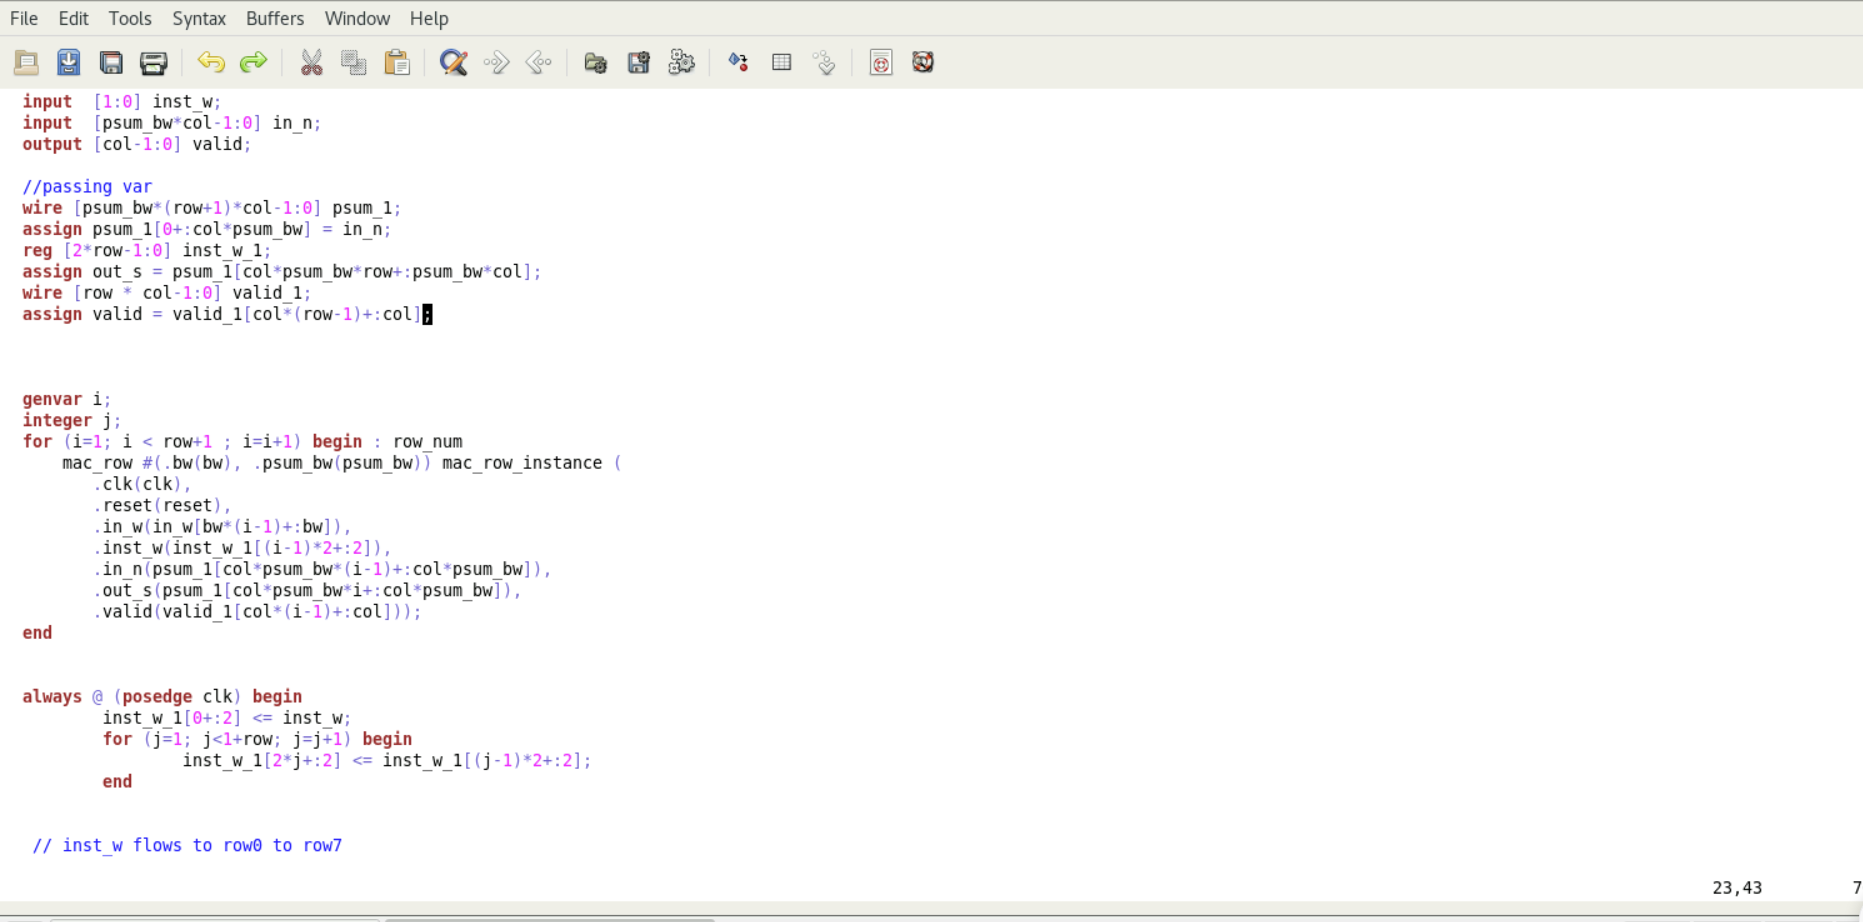 File Edit Tools Syntax Buffers Window Help
input  [1:0] inst_w;
input  [psum_bw*col-1:0] in_n;
output [col-1:0] valid;
//passing var
wire [psum_bw*(row+1)*col-1:0] psum_1;
assign psum_1[0+:col*psum_bw] = in_n;
reg [2*row-1:0] inst_w_1;
assign out_s = psum_1[col*psum_bw*row+:psum_bw*col];
wire [row * col-1:0] valid_1;
assign valid = valid_1[col*(row-1)+:col];
genvar i;
integer j;
for (i=1; i < row+1 ; i=i+1) begin : row_num
    mac_row #(.bw(bw), .psum_bw(psum_bw)) mac_row_instance (
       .clk(clk),
       .reset(reset),
       .in_w(in_w[bw*(i-1)+:bw]),
       .inst_w(inst_w_1[(i-1)*2+:2]),
       .in_n(psum_1[col*psum_bw*(i-1)+:col*psum_bw]),
       .out_s(psum_1[col*psum_bw*i+:col*psum_bw]),
       .valid(valid_1[col*(i-1)+:col]));
end
always @ (posedge clk) begin
        inst_w_1[0+:2] <= inst_w;
        for (j=1; j<1+row; j=j+1) begin
                inst_w_1[2*j+:2] <= inst_w_1[(j-1)*2+:2];
        end
 // inst_w flows to row0 to row7
23,43 7